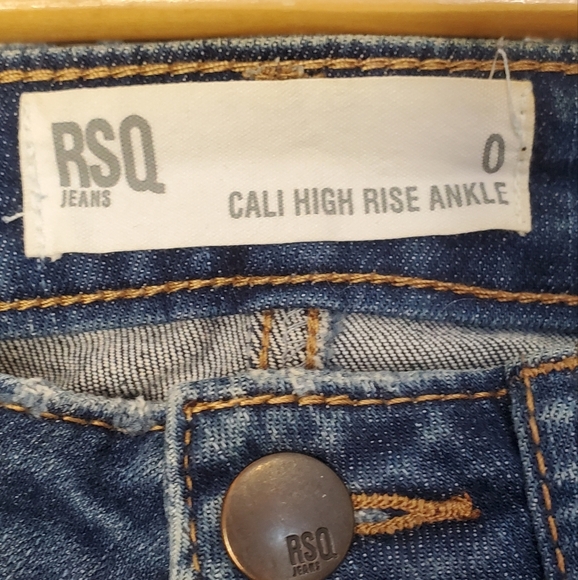 RSQ
JEANS
0
CALI HIGH RISE ANKLE
RSQ
JEANS